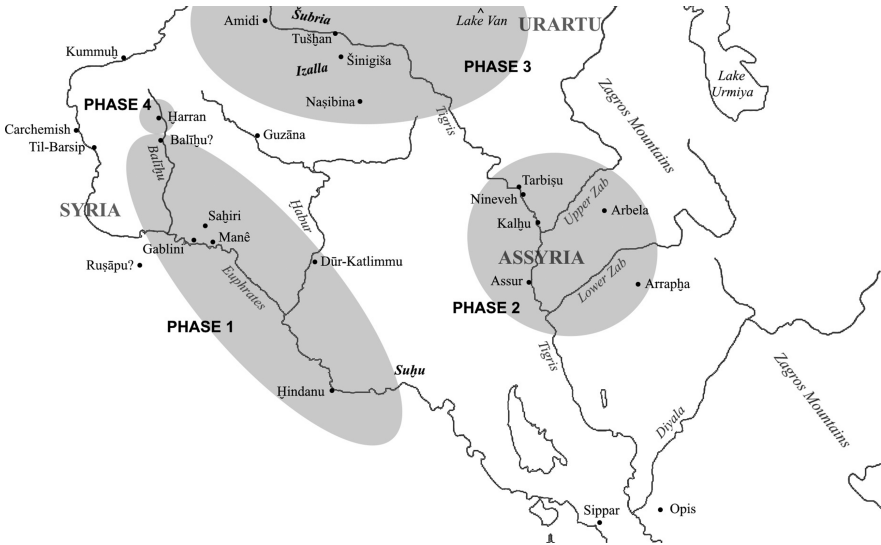 Amidi
Šubria
Lake Van
URARTU
Tušḫan
Kummuḫ
Izalla
Šinigiša
PHASE 3
Lake
Urmiya
PHASE 4
Naṣibina
Zagros Mountains
Ḫarran
Tigris
Carchemish
Balīḫu?
Guzāna
Til-Barsip
Balīḫu
Tarbiṣu
Nineveh
Upper Zab
SYRIA
Saḫiri
Ḫabur
Arbela
Kalḫu
Gablini
Manê
ASSYRIA
Ruṣāpu?
Dūr-Katlimmu
Lower Zab
Euphrates
Assur
Arrapḫa
PHASE 2
PHASE 1
Tigris
Suḫu
Zagros Mountains
Ḫindanu
Diyala
Sippar
Opis